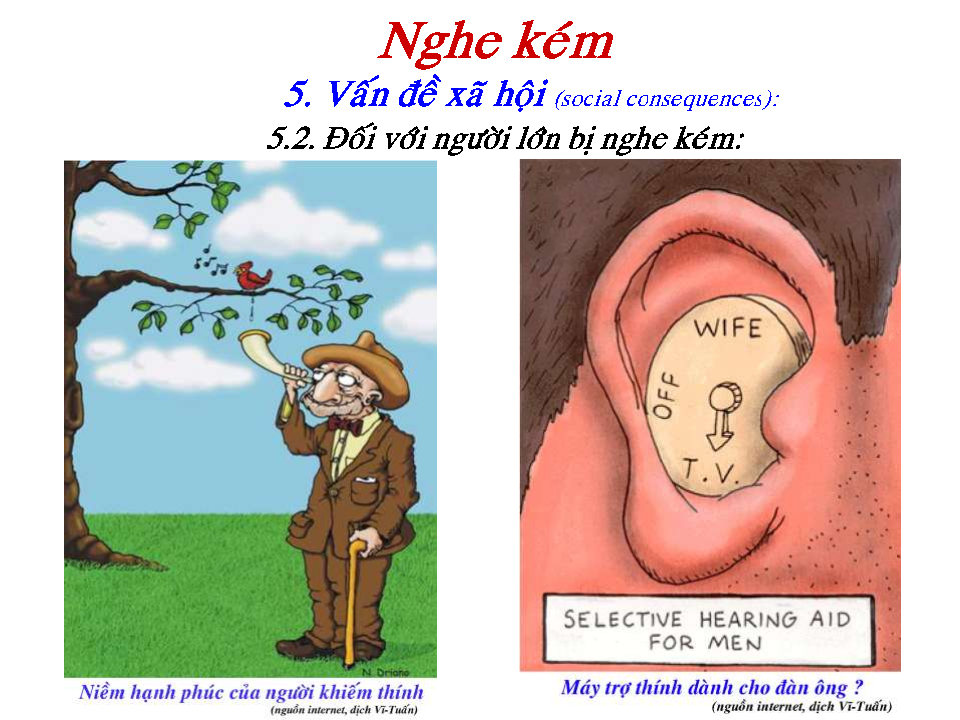 Nghe kém
5. Vấn đề xã hội (social consequences):
5.2. Đối với người lớn bị nghe kém:
WIFE
OFF
T.V.
SELECTIVE HEARING AID
FOR MEN
N. Driano
Niềm hạnh phúc của người khiếm thính
(nguồn internet, dịch Vĩ-Tuấn)
Máy trợ thính dành cho đàn ông ?
(nguồn internet, dịch Vĩ-Tuấn)